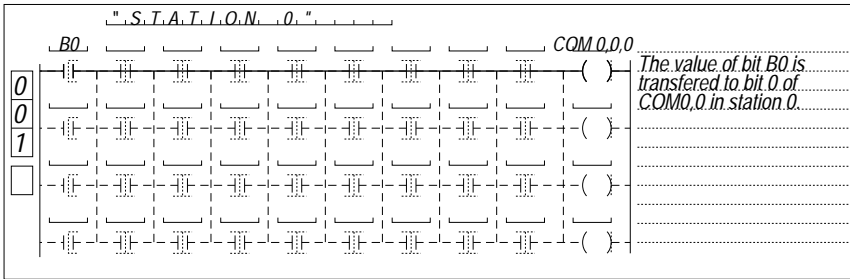 "STATION 0"
B0 COM 0,0,0
The value of bit B0 is
transfered to bit 0 of
COM0,0 in station 0.
0
0
1